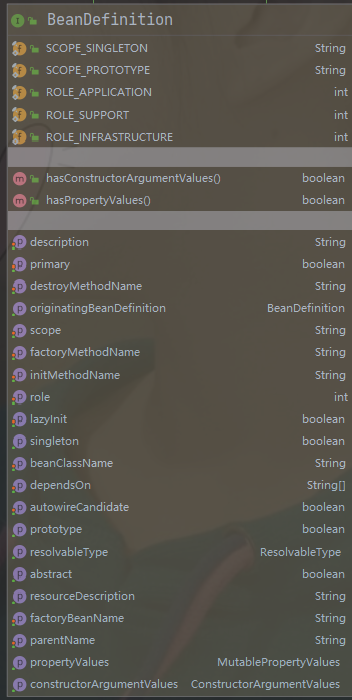 I BeanDefinition
f SCOPE_SINGLETON String
f SCOPE_PROTOTYPE String
f ROLE_APPLICATION int
f ROLE_SUPPORT int
f ROLE_INFRASTRUCTURE int
m hasConstructorArgumentValues() boolean
m hasPropertyValues() boolean
p description String
p primary boolean
p destroyMethodName String
p originatingBeanDefinition BeanDefinition
p scope String
p factoryMethodName String
p initMethodName String
p role int
p lazyInit boolean
p singleton boolean
p beanClassName String
p dependsOn String[]
p autowireCandidate boolean
p prototype boolean
p resolvableType ResolvableType
p abstract boolean
p resourceDescription String
p factoryBeanName String
p parentName String
p propertyValues MutablePropertyValues
p constructorArgumentValues ConstructorArgumentValues